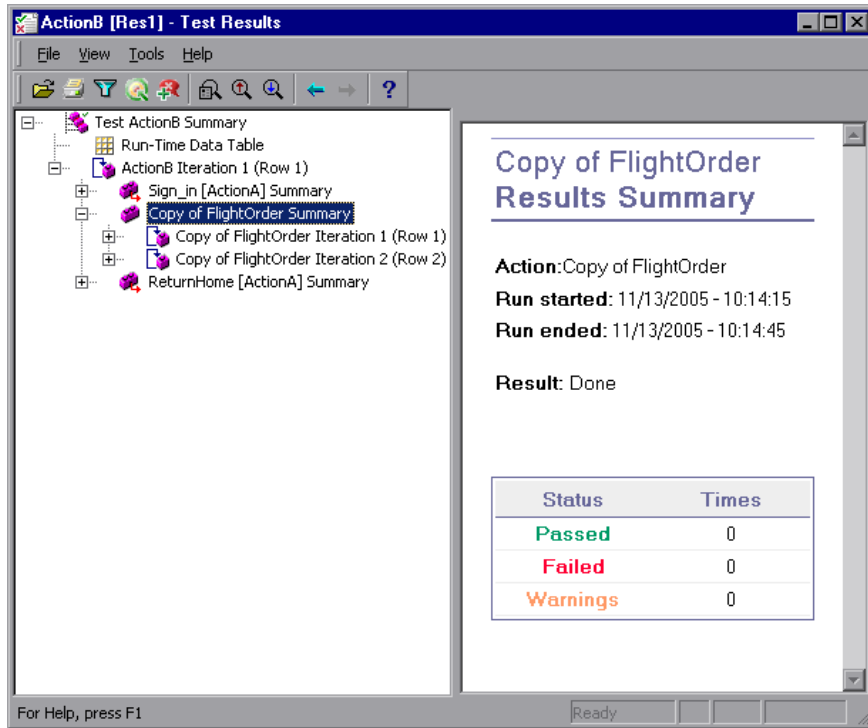 ActionB [Res1] - Test Results
File View Tools Help
?
Test ActionB Summary
Run-Time Data Table
ActionB Iteration 1 (Row 1)
Sign_in [ActionA] Summary
Copy of FlightOrder Summary
Copy of FlightOrder Iteration 1 (Row 1)
Copy of FlightOrder Iteration 2 (Row 2)
ReturnHome [ActionA] Summary
Copy of FlightOrder
Results Summary
Action:Copy of FlightOrder
Run started: 11/13/2005 - 10:14:15
Run ended: 11/13/2005 - 10:14:45
Result: Done
Status Times
Passed 0
Failed 0
Warnings 0
For Help, press F1
Ready